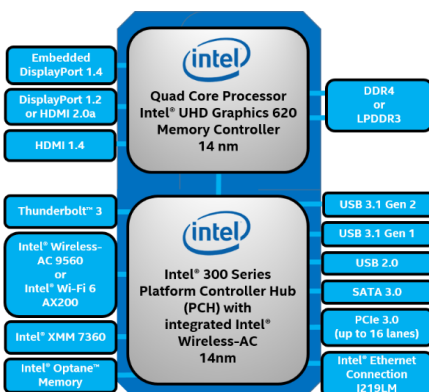 Embedded
DisplayPort 1.4
DisplayPort 1.2
or HDMI 2.0a
HDMI 1.4
intel
Quad Core Processor
Intel® UHD Graphics 620
Memory Controller
14 nm
DDR4
or
LPDDR3
Thunderbolt™ 3
Intel® Wireless-
AC 9560
or
Intel® Wi-Fi 6
AX200
Intel® XMM 7360
Intel® Optane™
Memory
intel
Intel® 300 Series
Platform Controller Hub
(PCH) with
integrated Intel®
Wireless-AC
14nm
USB 3.1 Gen 2
USB 3.1 Gen 1
USB 2.0
SATA 3.0
PCIe 3.0
(up to 16 lanes)
Intel® Ethernet
Connection
I219LM